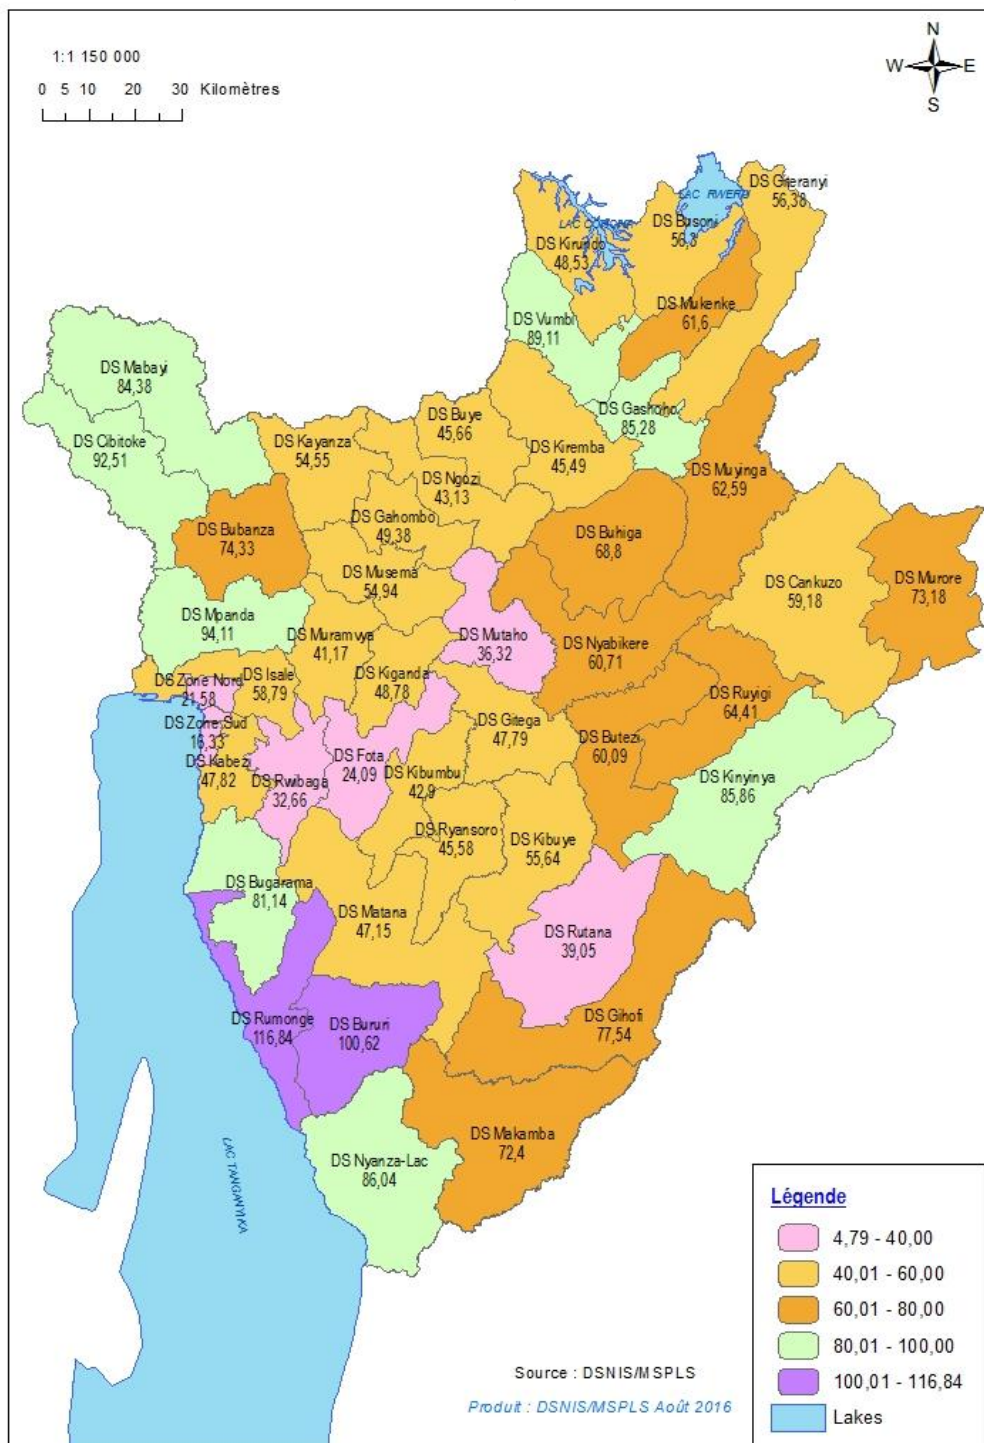 1:1 150 000
0 5 10 20 30 Kilomètres
N
W E
S
DS Greranyi
56,38
LAC RWERU
DS Busoni
56,3
DS Kirundo
48,53
DS Mukenke
61,6
DS Vumbi
89,11
DS Mabayi
84,38
DS Gashoho
85,28
DS Buye
45,66
DS Cibitoke
92,51
DS Kayanza
54,55
DS Kiremba
45,49
DS Ngozi
43,13
DS Muyinga
62,59
DS Gahombo
49,38
DS Bubanza
74,33
DS Buhiga
68,8
DS Musema
54,94
DS Cankuzo
59,18
DS Murore
73,18
DS Mpanda
94,11
DS Muramvya
41,17
DS Mutaho
36,32
DS Nyabikere
60,71
DS Zone Nord
21,58
DS Isale
58,79
DS Kiganda
48,78
DS Ruyigi
64,41
DS Zone Sud
16,33
DS Gitega
47,79
DS Butezi
60,09
DS Kabezi
47,82
DS Fota
24,09
DS Kibumbu
42,9
DS Rwibaga
32,66
DS Kinyinya
85,86
DS Ryansoro
45,58
DS Kibuye
55,64
DS Bugarama
81,14
DS Matana
47,15
DS Rutana
39,05
DS Rumonge
116,84
DS Bururi
100,62
DS Gihofi
77,54
DS Makamba
72,4
DS Nyanza-Lac
86,04
LAC TANGANYIKA
Légende
4,79 - 40,00
40,01 - 60,00
60,01 - 80,00
80,01 - 100,00
100,01 - 116,84
Lakes
Source : DSNIS/MSPLS
Produit : DSNIS/MSPLS Août 2016